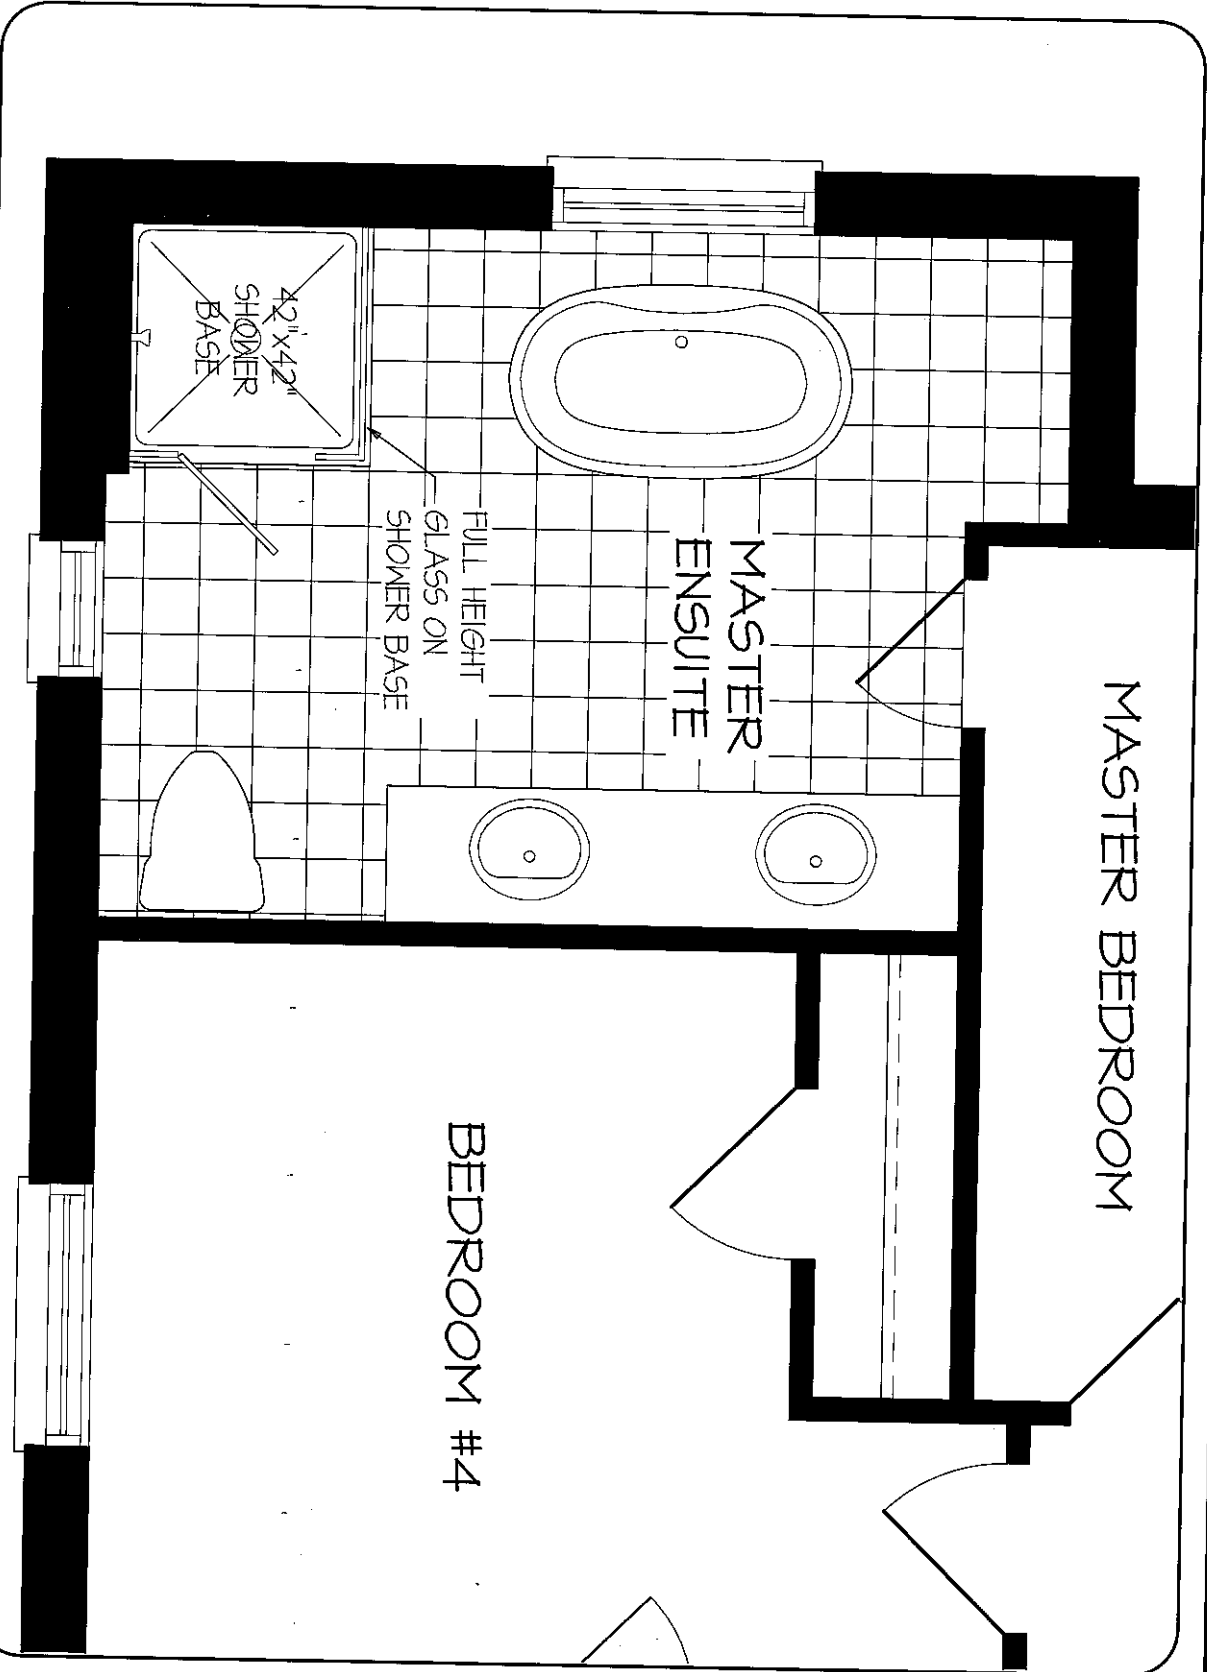 MASTER BEDROOM
MASTER
ENSUITE
FULL HEIGHT
GLASS ON
SHOWER BASE
42"x42"
SHOWER
BASE
BEDROOM #4